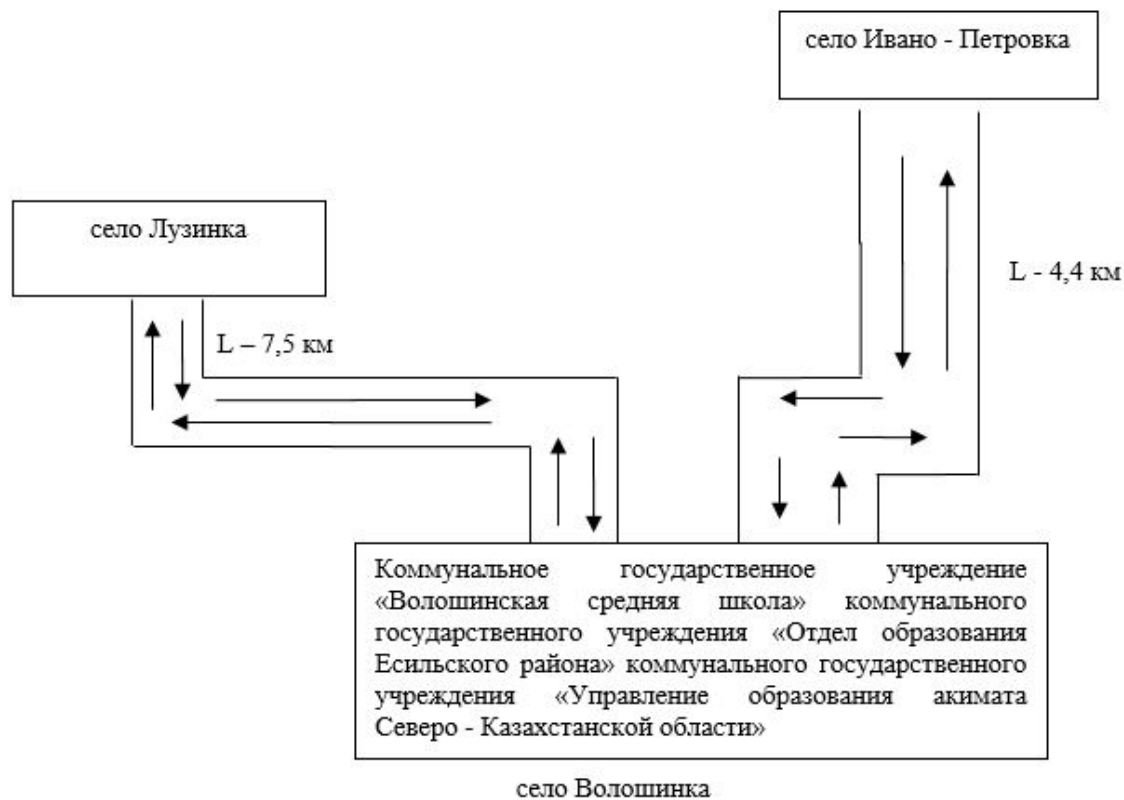 село Ивано - Петровка
село Лузинка
L - 4,4 км
L – 7,5 км
Коммунальное государственное учреждение
«Волошинская средняя школа» коммунального
государственного учреждения «Отдел образования
Есильского района» коммунального государственного
учреждения «Управление образования акимата
Северо - Казахстанской области»
село Волошинка